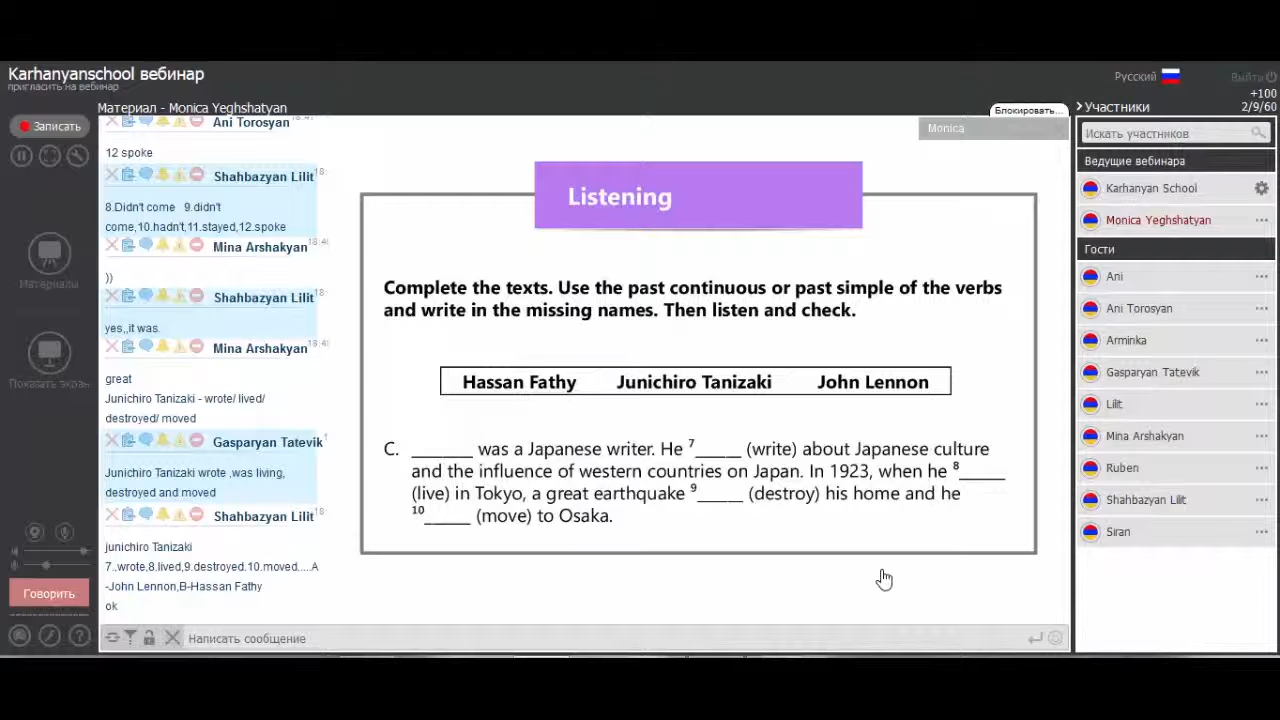 Karhanyanschool вебинар
пригласить на вебинар
Русский
Выйти
+100
Материал - Monica Yeghshatyan
Блокировать...
Участники
2/9/60
Записать
Материалы
Показать экран
Говорить
Ani Torosyan
12 spoke
Shahbazyan Lilit
8.Didn't come 9.didn't
come,10.hadn't,11.stayed,12.spoke
Mina Arshakyan
))
Shahbazyan Lilit
yes,,it was.
Mina Arshakyan
great
Junichiro Tanizaki - wrote/ lived/
destroyed/ moved
Gasparyan Tatevik
Junichiro Tanizaki wrote ,was living,
destroyed and moved
Shahbazyan Lilit
junichiro Tanizaki
7.,wrote,8.lived,9.destroyed.10.moved....A
-John Lennon,B-Hassan Fathy
ok
Написать сообщение
Monica
Listening
Complete the texts. Use the past continuous or past simple of the verbs
and write in the missing names. Then listen and check.
Hassan Fathy Junichiro Tanizaki John Lennon
C. ______ was a Japanese writer. He ⁷_____ (write) about Japanese culture
and the influence of western countries on Japan. In 1923, when he ⁸_____
(live) in Tokyo, a great earthquake ⁹_____ (destroy) his home and he
¹⁰_____ (move) to Osaka.
Искать участников
Ведущие вебинара
Karhanyan School
Monica Yeghshatyan
Гости
Ani
Ani Torosyan
Arminka
Gasparyan Tatevik
Lilit
Mina Arshakyan
Ruben
Shahbazyan Lilit
Siran